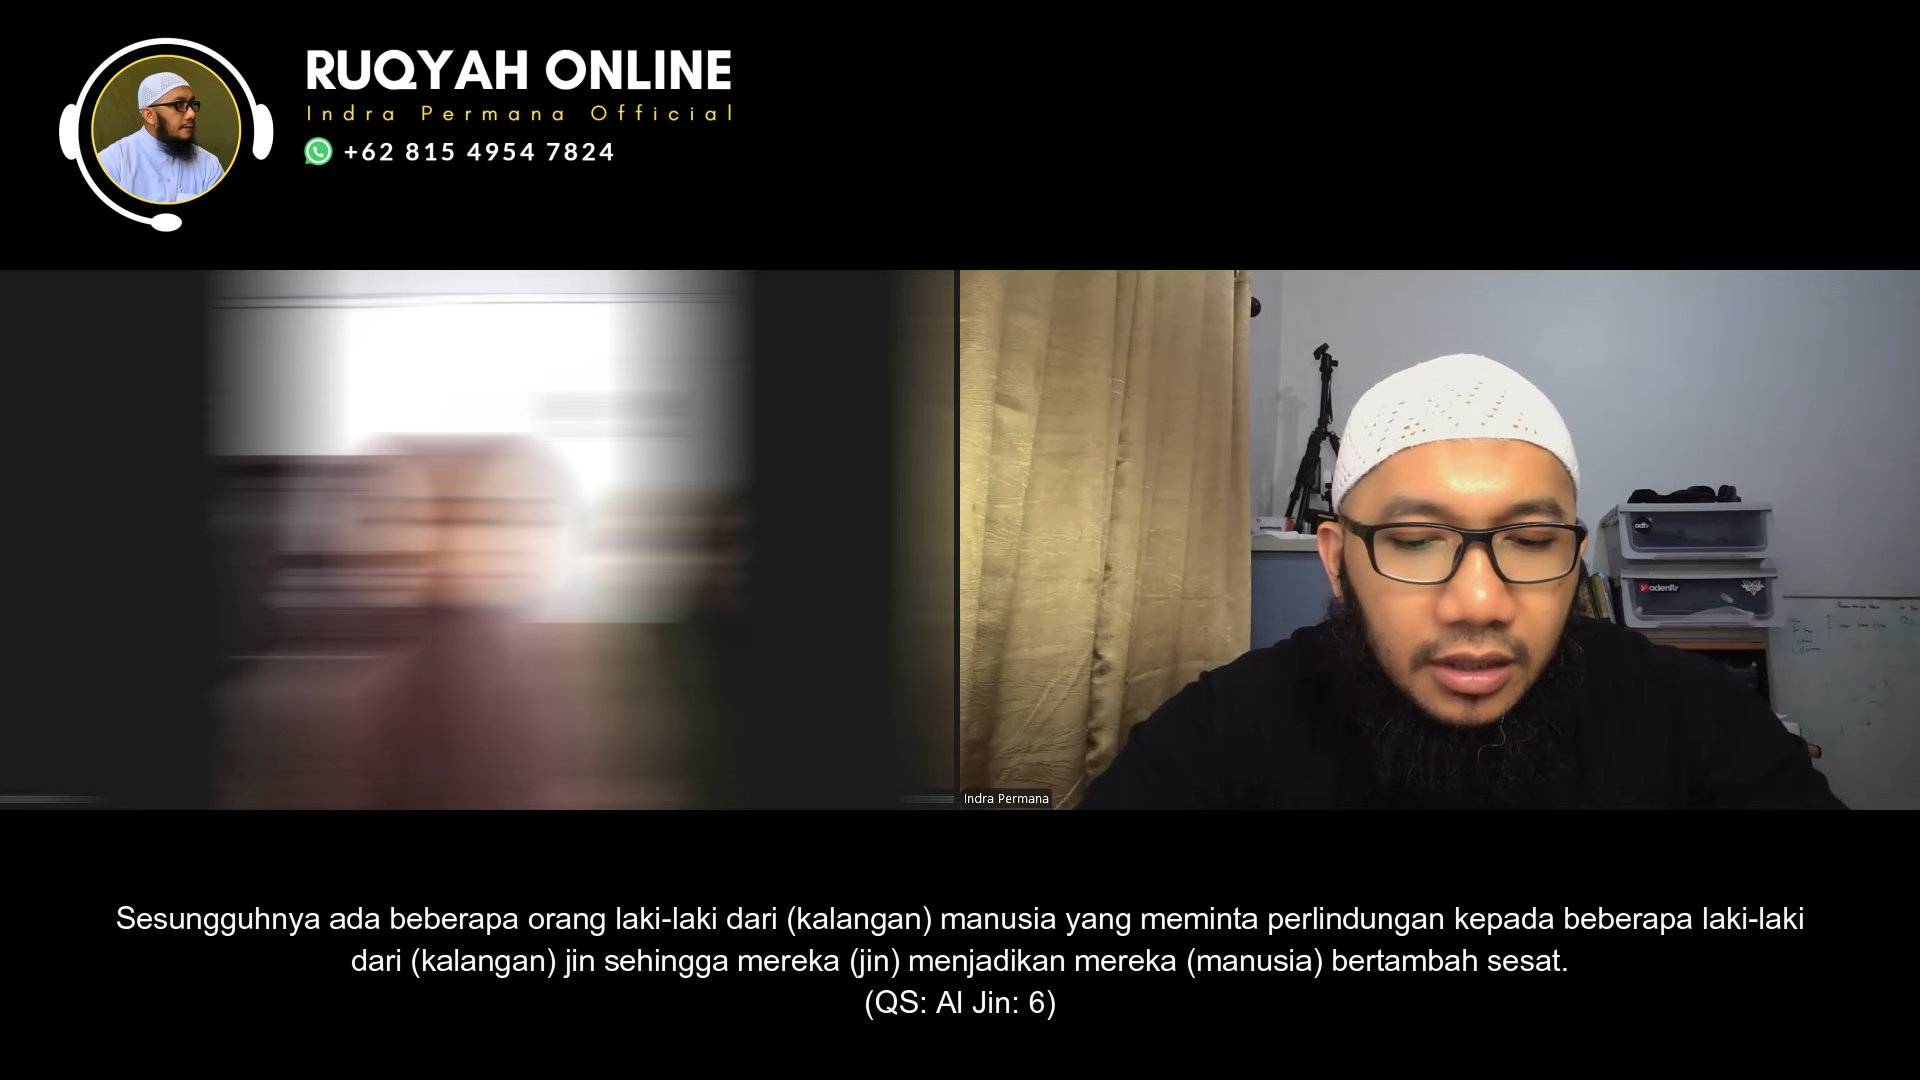 RUQYAH ONLINE
Indra Permana Official
+62 815 4954 7824
Indra Permana
Sesungguhnya ada beberapa orang laki-laki dari (kalangan) manusia yang meminta perlindungan kepada beberapa laki-laki
dari (kalangan) jin sehingga mereka (jin) menjadikan mereka (manusia) bertambah sesat.
(QS: Al Jin: 6)